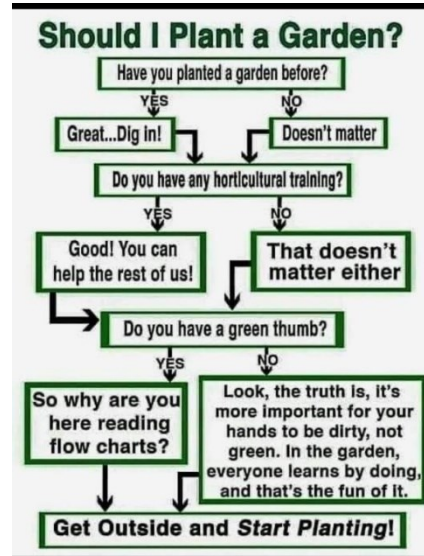 Should I Plant a Garden?
Have you planted a garden before?
YES
NO
Great...Dig in!
Doesn't matter
Do you have any horticultural training?
YES
NO
Good! You can
help the rest of us!
That doesn't
matter either
Do you have a green thumb?
YES
NO
So why are you
here reading
flow charts?
Look, the truth is, it's
more important for your
hands to be dirty, not
green. In the garden,
everyone learns by doing,
and that's the fun of it.
Get Outside and Start Planting!